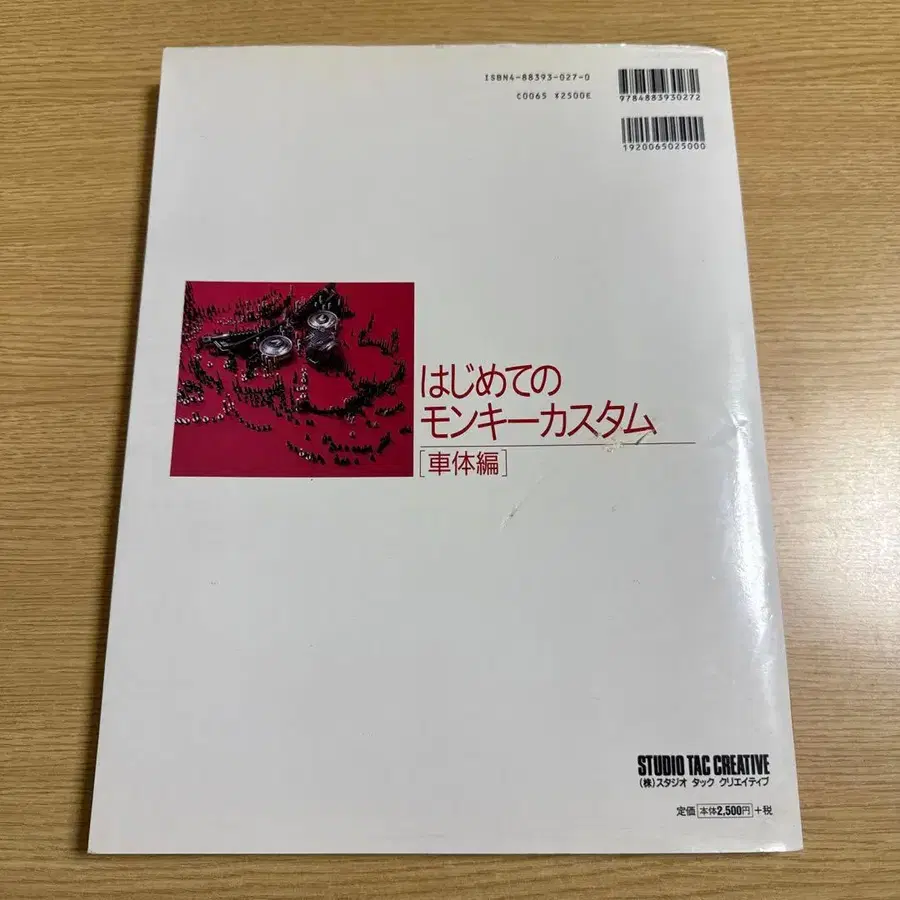 ISBN4-88393-027-0
C0065 ¥2500E
9784883930272
1920065025000
はじめての
モンキーカスタム
[車体編]
STUDIO TAC CREATIVE
(株)スタジオ タック クリエイティブ
定価 本体2,500円 +税